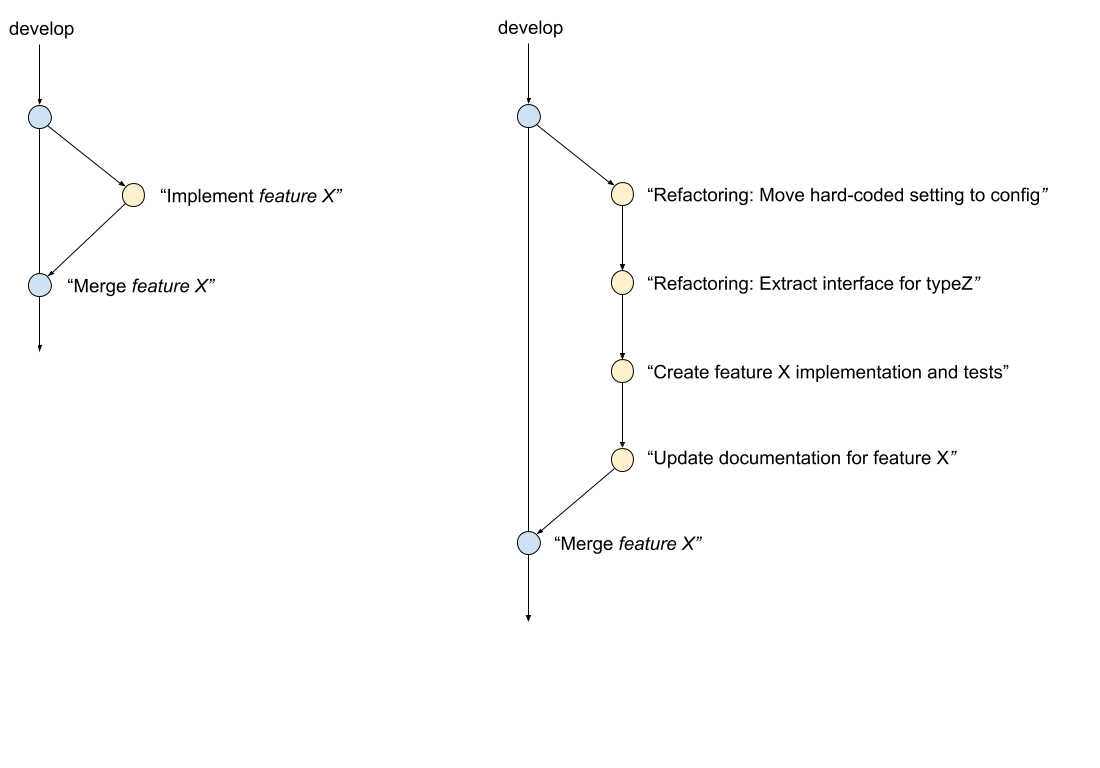 develop
“Implement feature X”
“Merge feature X”
develop
“Refactoring: Move hard-coded setting to config”
“Refactoring: Extract interface for typeZ”
“Create feature X implementation and tests”
“Update documentation for feature X”
“Merge feature X”